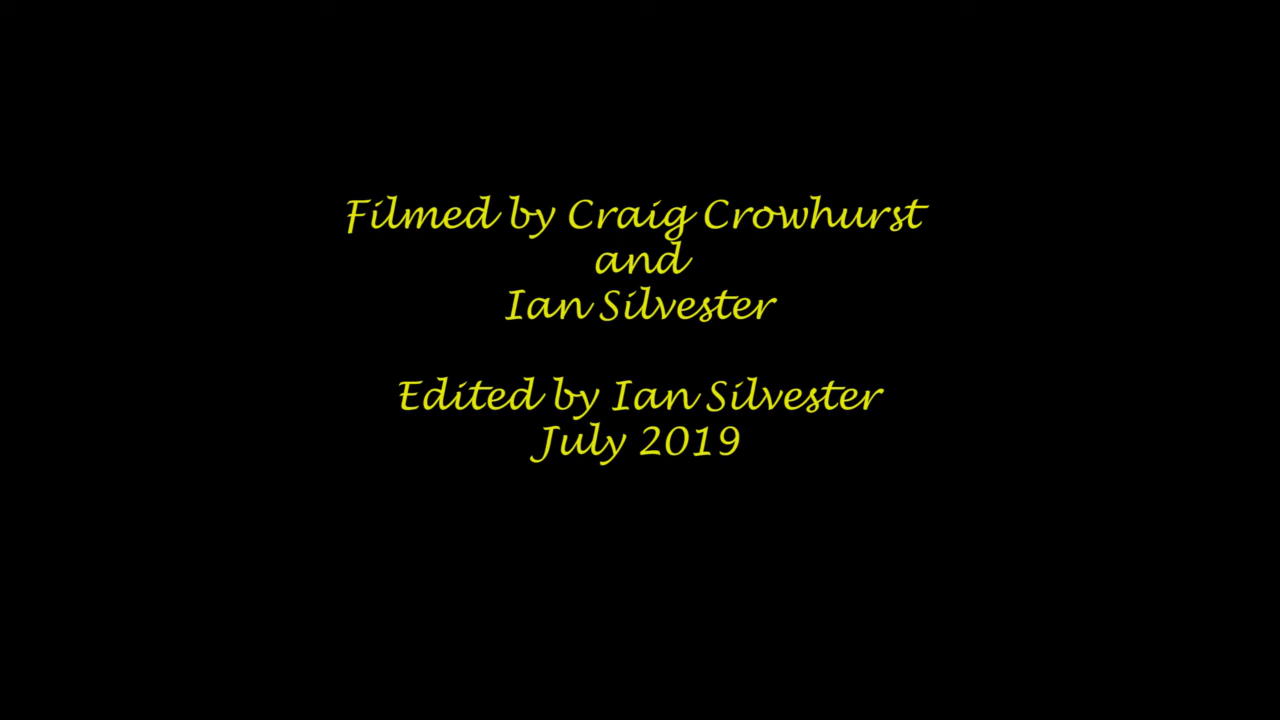 Filmed by Craig Crowhurst
and
Ian Silvester
Edited by Ian Silvester
July 2019